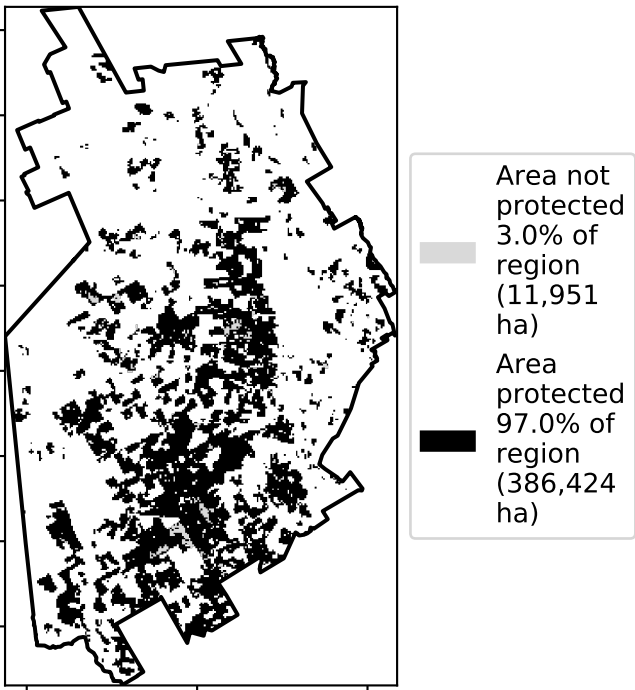 Area not
protected
3.0% of
region
(11,951
ha)
Area
protected
97.0% of
region
(386,424
ha)